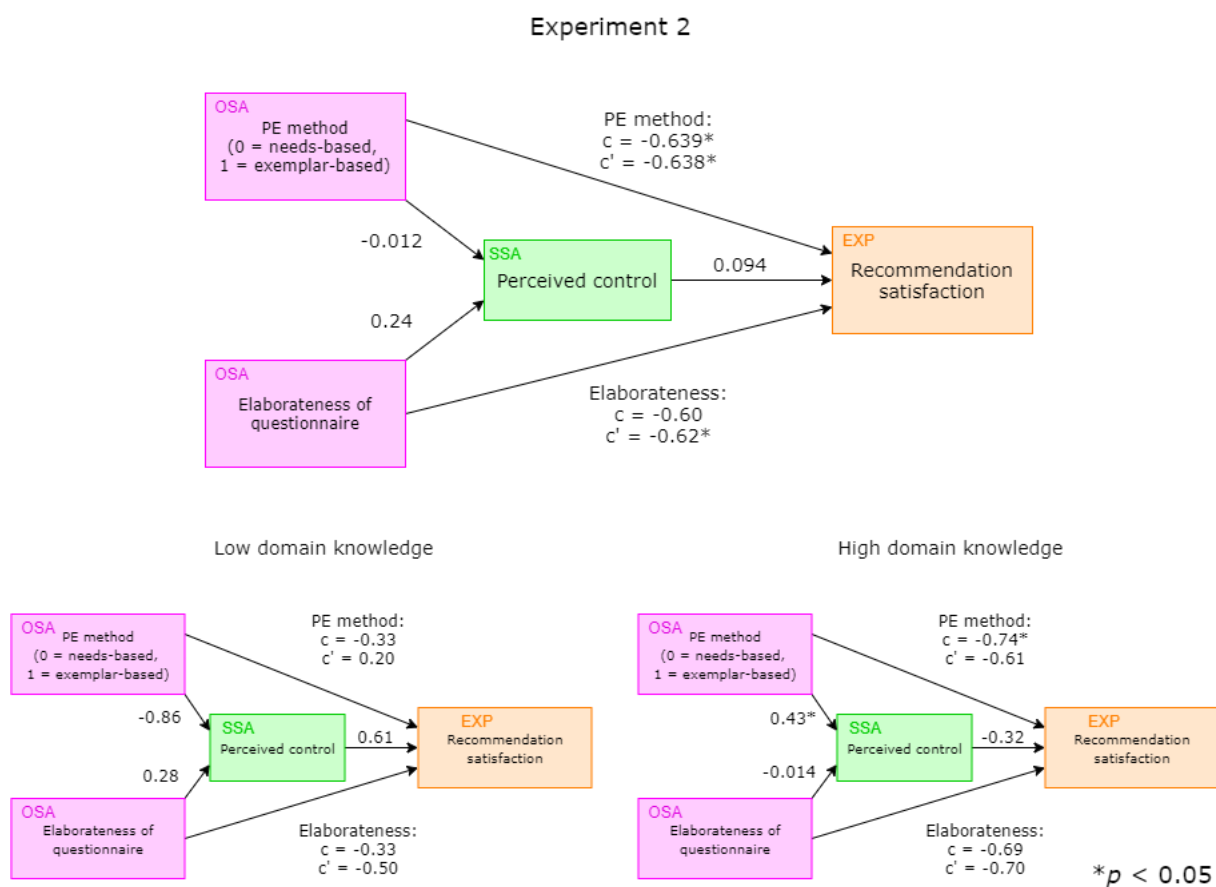 Experiment 2
OSA
PE method
(0 = needs-based,
1 = exemplar-based)
PE method:
c = -0.639*
c' = -0.638*
-0.012
SSA
Perceived control
0.094
EXP
Recommendation
satisfaction
0.24
OSA
Elaborateness of
questionnaire
Elaborateness:
c = -0.60
c' = -0.62*
Low domain knowledge
OSA
PE method
(0 = needs-based,
1 = exemplar-based)
PE method:
c = -0.33
c' = 0.20
-0.86
SSA
Perceived control
0.61
EXP
Recommendation
satisfaction
0.28
OSA
Elaborateness of
questionnaire
Elaborateness:
c = -0.33
c' = -0.50
High domain knowledge
OSA
PE method
(0 = needs-based,
1 = exemplar-based)
PE method:
c = -0.74*
c' = -0.61
0.43*
SSA
Perceived control
-0.32
EXP
Recommendation
satisfaction
-0.014
OSA
Elaborateness of
questionnaire
Elaborateness:
c = -0.69
c' = -0.70
*p < 0.05